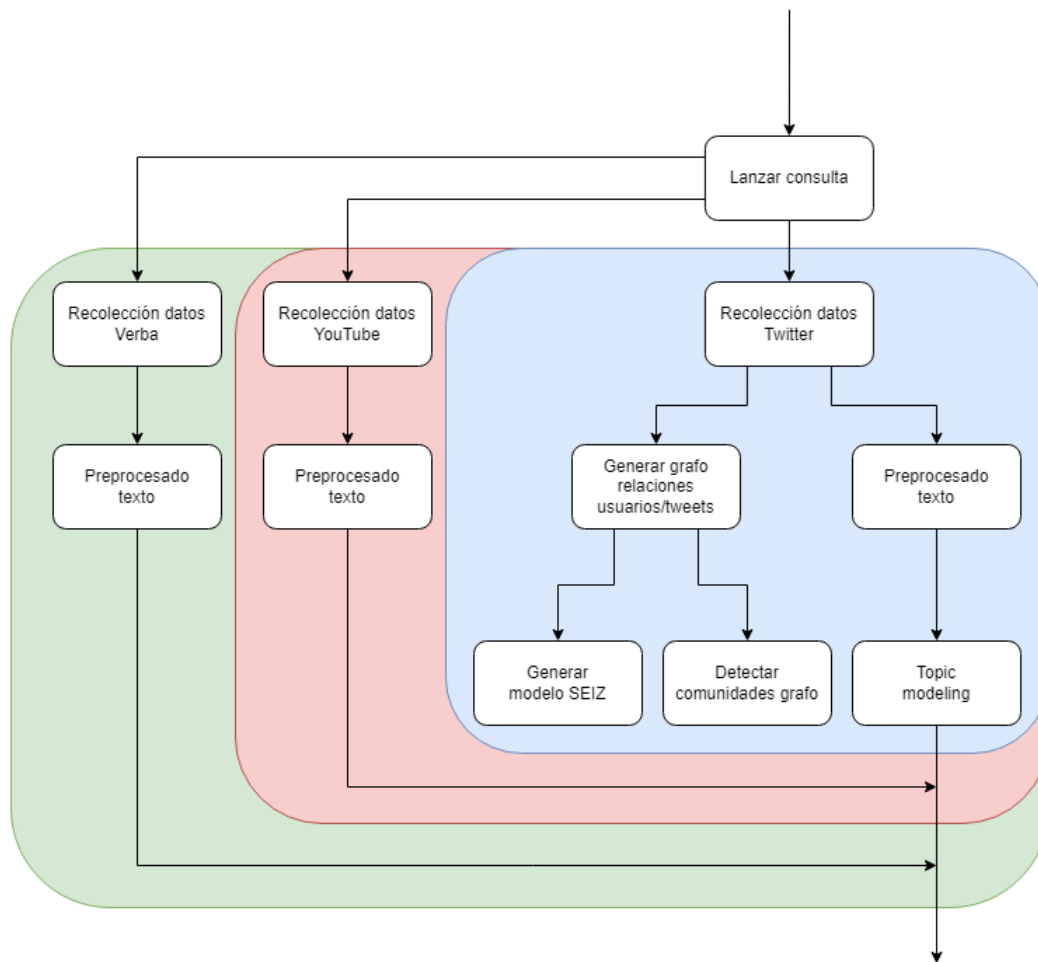 Lanzar consulta
Recolección datos
Verba
Recolección datos
YouTube
Recolección datos
Twitter
Preprocesado
texto
Preprocesado
texto
Generar grafo
relaciones
usuarios/tweets
Preprocesado
texto
Generar
modelo SEIZ
Detectar
comunidades grafo
Topic
modeling